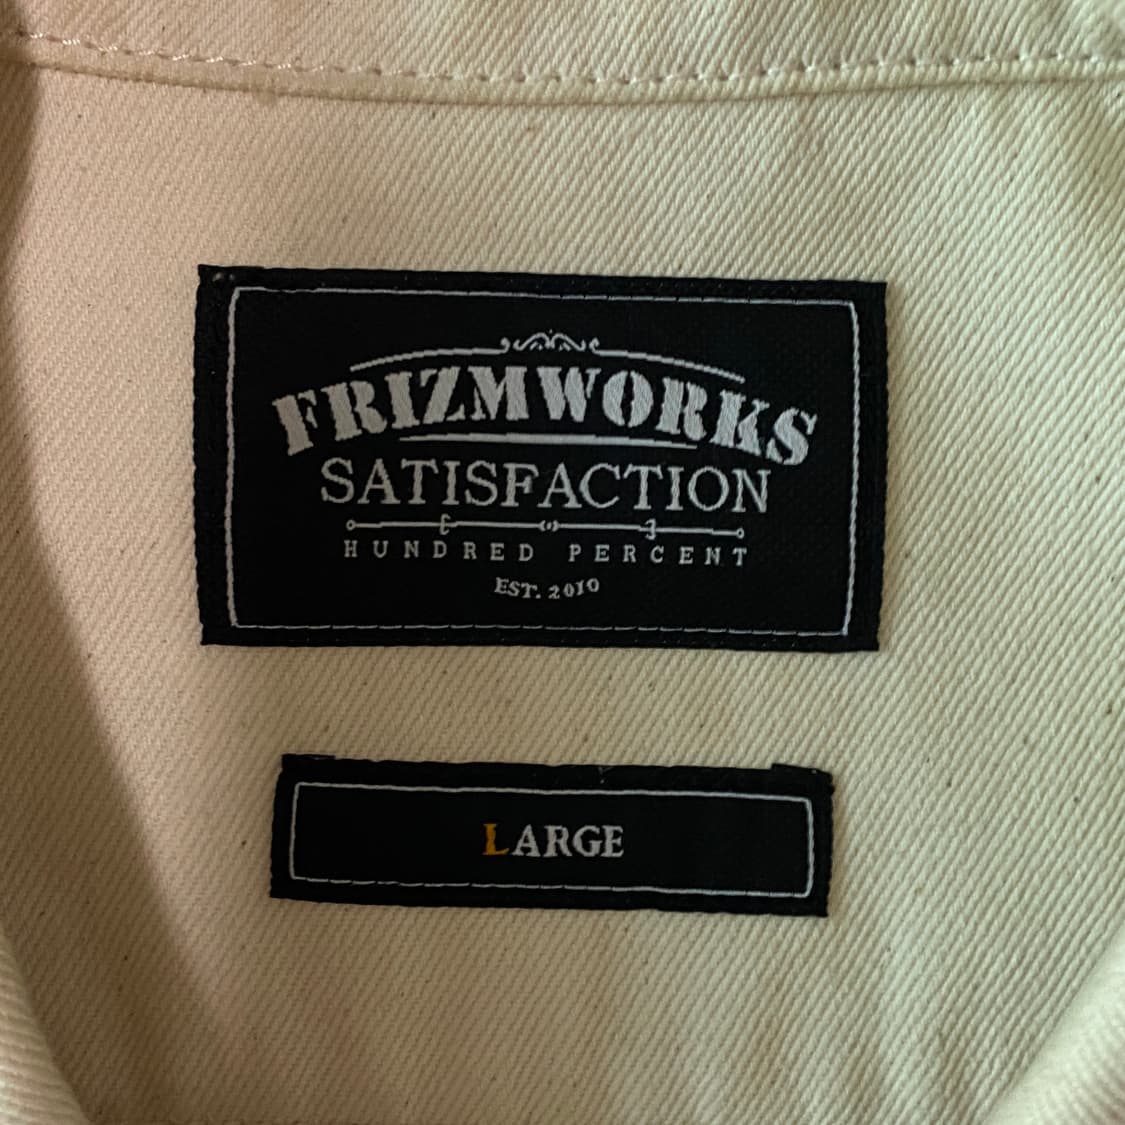 FRIZMWORKS
SATISFACTION
HUNDRED PERCENT
EST. 2010
LARGE